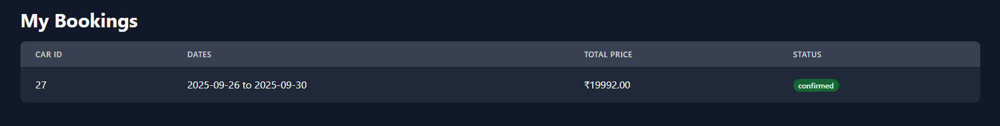 My Bookings
CAR ID DATES TOTAL PRICE STATUS
27 2025-09-26 to 2025-09-30 ₹19992.00 confirmed